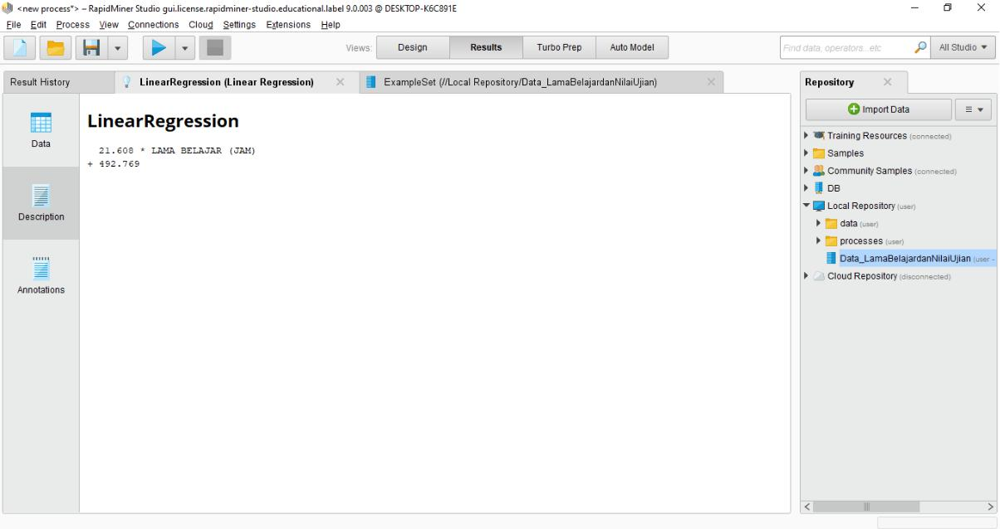 <new process*> – RapidMiner Studio gui.license.rapidminer-studio.educational.label 9.0.003 @ DESKTOP-K6C891E
File Edit Process View Connections Cloud Settings Extensions Help
Views: Design Results Turbo Prep Auto Model Find data, operators...etc All Studio
Result History LinearRegression (Linear Regression) ExampleSet (//Local Repository/Data_LamaBelajardanNilaiUjian)
Data
Description
Annotations
LinearRegression
21.608 * LAMA BELAJAR (JAM)
+ 492.769
Repository
Import Data
Training Resources (connected)
Samples
Community Samples (connected)
DB
Local Repository (user)
data (user)
processes (user)
Data_LamaBelajardanNilaiUjian (user -
Cloud Repository (disconnected)